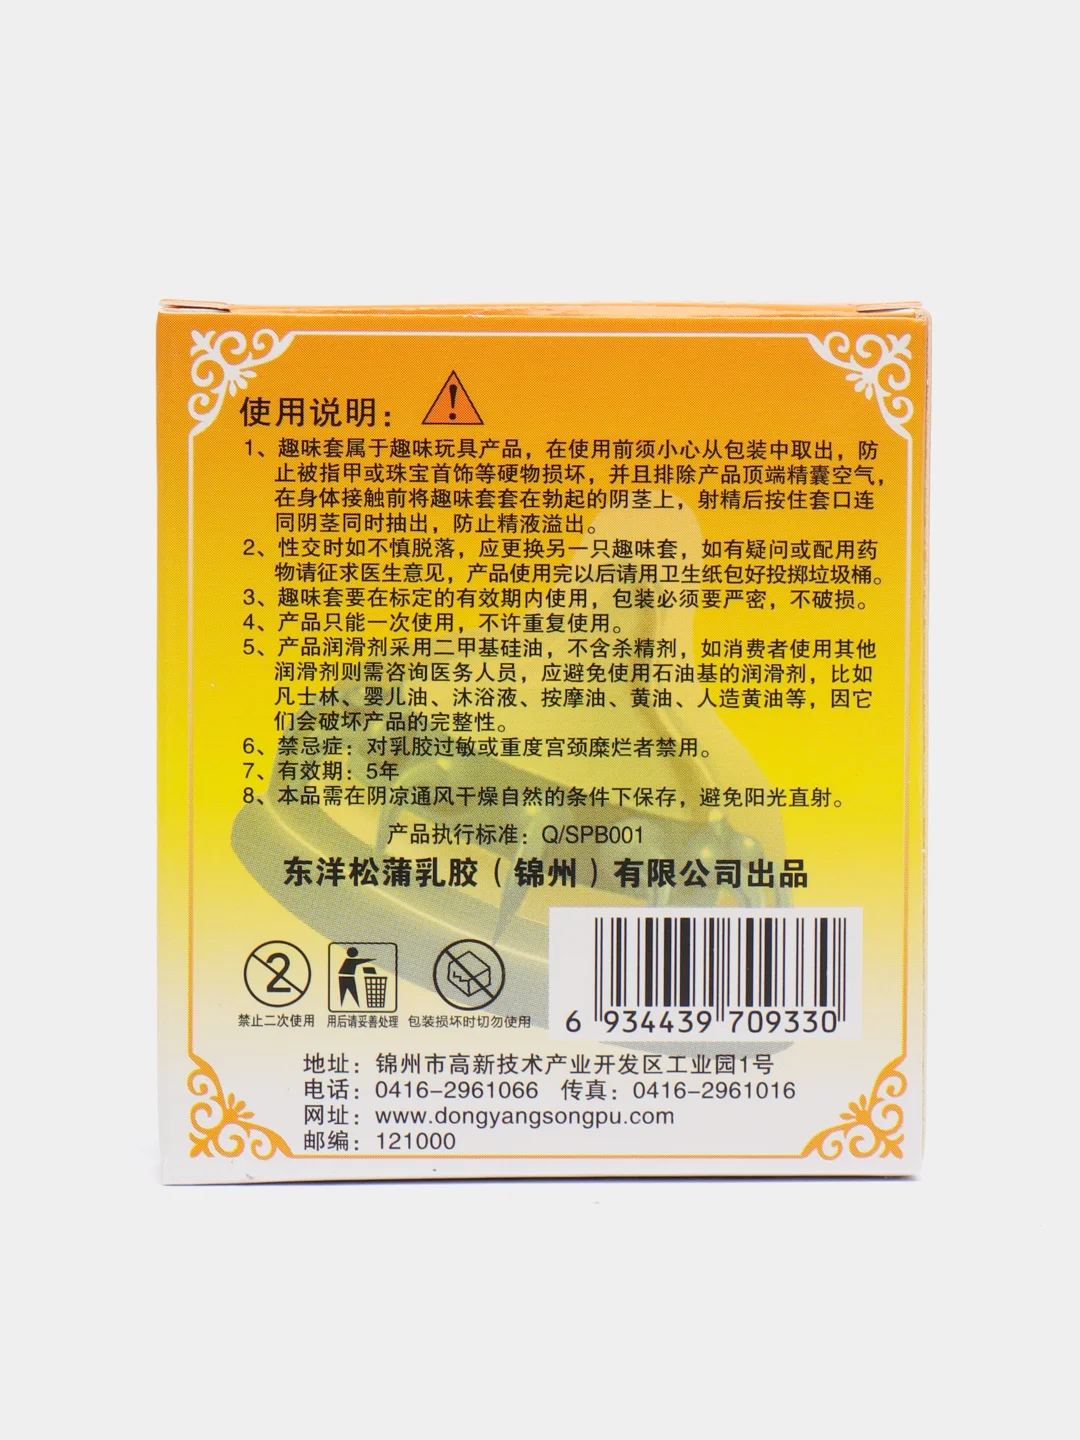 使用说明：
1、趣味套属于趣味玩具产品，在使用前须小心从包装中取出，防
止被指甲或珠宝首饰等硬物损坏，并且排除产品顶端精囊空气，
在身体接触前将趣味套套在勃起的阴茎上，射精后按住套口连
同阴茎同时抽出，防止精液溢出。
2、性交时如不慎脱落，应更换另一只趣味套，如有疑问或配用药
物请征求医生意见，产品使用完以后请用卫生纸包好投掷垃圾桶。
3、趣味套要在标定的有效期内使用，包装必须要严密，不破损。
4、产品只能一次使用，不许重复使用。
5、产品润滑剂采用二甲基硅油，不含杀精剂，如消费者使用其他
润滑剂则需咨询医务人员，应避免使用石油基的润滑剂，比如
凡士林、婴儿油、沐浴液、按摩油、黄油、人造黄油等，因它
们会破坏产品的完整性。
6、禁忌症：对乳胶过敏或重度宫颈糜烂者禁用。
7、有效期：5年
8、本品需在阴凉通风干燥自然的条件下保存，避免阳光直射。
产品执行标准：Q/SPB001
东洋松蒲乳胶（锦州）有限公司出品
2
禁止二次使用 用后请妥善处理 包装损坏时切勿使用
6 934439 709330
地址：锦州市高新技术产业开发区工业园1号
电话：0416-2961066 传真：0416-2961016
网址：www.dongyangsongpu.com
邮编：121000